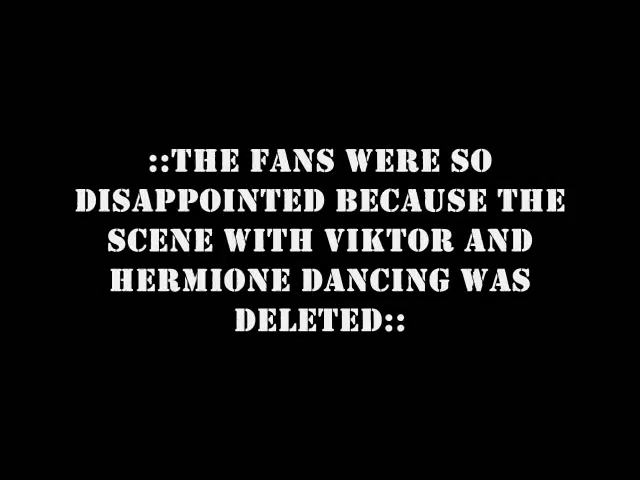 ::THE FANS WERE SO
DISAPPOINTED BECAUSE THE
SCENE WITH VIKTOR AND
HERMIONE DANCING WAS
DELETED::